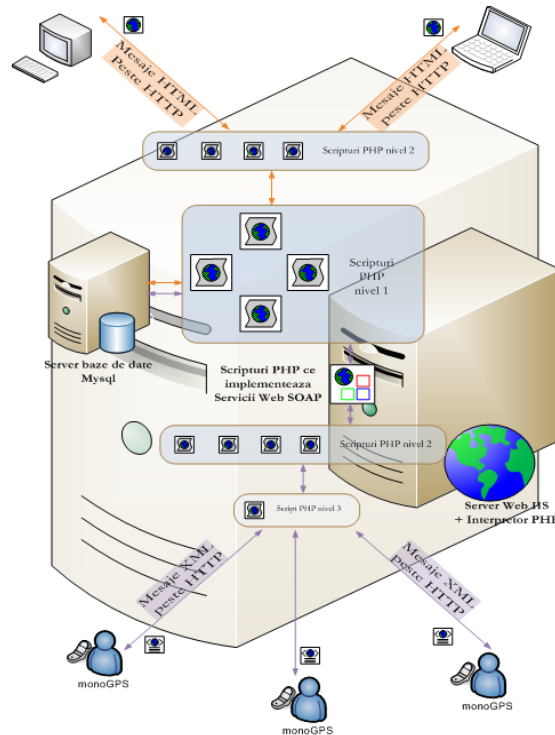 Mesaje HTML
Peste HTTP
Mesaje HTML
peste HTTP
Scripturi PHP nivel 2
Scripturi
PHP
nivel 1
Server baze de date
Mysql
Scripturi PHP ce
implementeaza
Servicii Web SOAP
Scripturi PHP nivel 2
Server Web IIS
+ Interpretor PHP
Script PHP nivel 3
Mesaje XML
peste HTTP
Mesaje XML
peste HTTP
monoGPS
monoGPS
monoGPS